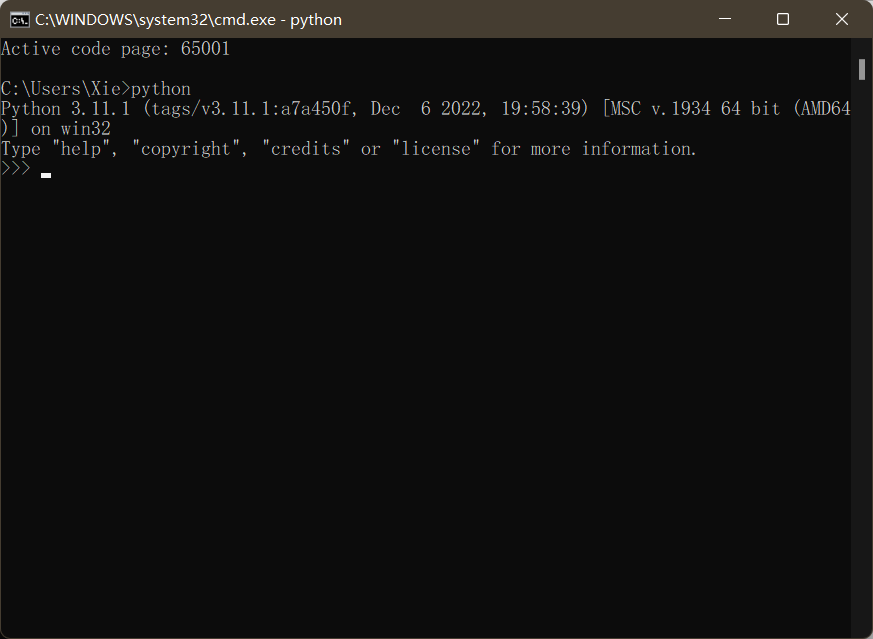 C:\WINDOWS\system32\cmd.exe - python
Active code page: 65001
C:\Users\Xie>python
Python 3.11.1 (tags/v3.11.1:a7a450f, Dec  6 2022, 19:58:39) [MSC v.1934 64 bit (AMD64
)] on win32
Type "help", "copyright", "credits" or "license" for more information.
>>>